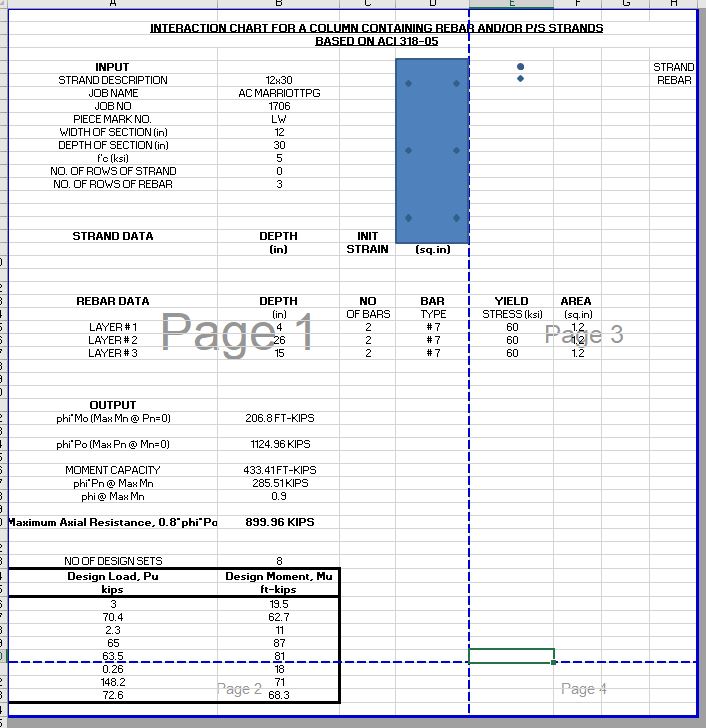 A B C D E F G H
INTERACTION CHART FOR A COLUMN CONTAINING REBAR AND/OR P/S STRANDS
BASED ON ACI 318-05
INPUT STRAND
STRAND DESCRIPTION 12x30 REBAR
JOB NAME AC MARRIOTTPG
JOB NO 1706
PIECE MARK NO. LW
WIDTH OF SECTION (in) 12
DEPTH OF SECTION (in) 30
f'c (ksi) 5
NO. OF ROWS OF STRAND 0
NO. OF ROWS OF REBAR 3
STRAND DATA DEPTH INIT
(in) STRAIN (sq.in)
REBAR DATA DEPTH NO BAR YIELD AREA
(in) OF BARS TYPE STRESS (ksi) (sq.in)
LAYER # 1 4 2 # 7 60 1.2
LAYER # 2 26 2 # 7 60 1.2
LAYER # 3 15 2 # 7 60 1.2
Page 1 Page 3
OUTPUT
phi*Mo (Max Mn @ Pn=0) 206.8 FT-KIPS
phi*Po (Max Pn @ Mn=0) 1124.96 KIPS
MOMENT CAPACITY 433.41 FT-KIPS
phi*Pn @ Max Mn 285.51 KIPS
phi @ Max Mn 0.9
Maximum Axial Resistance, 0.8*phi*Po 899.96 KIPS
NO OF DESIGN SETS 8
Design Load, Pu Design Moment, Mu
kips ft-kips
3 19.5
70.4 62.7
2.3 11
65 87
63.5 81
0.26 18
148.2 71
72.6 68.3
Page 2 Page 4